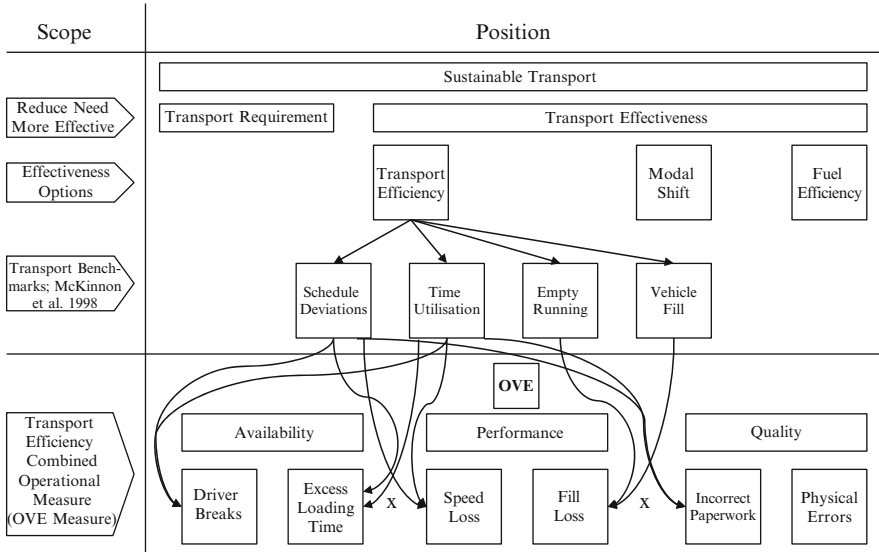 Scope
Position
Sustainable Transport
Reduce Need
More Effective
Transport Requirement
Transport Effectiveness
Effectiveness
Options
Transport
Efficiency
Modal
Shift
Fuel
Efficiency
Transport Bench-
marks; McKinnon
et al. 1998
Schedule
Deviations
Time
Utilisation
Empty
Running
Vehicle
Fill
OVE
Transport
Efficiency
Combined
Operational
Measure
(OVE Measure)
Availability
Performance
Quality
Driver
Breaks
Excess
Loading
Time
X
Speed
Loss
Fill
Loss
X
Incorrect
Paperwork
Physical
Errors